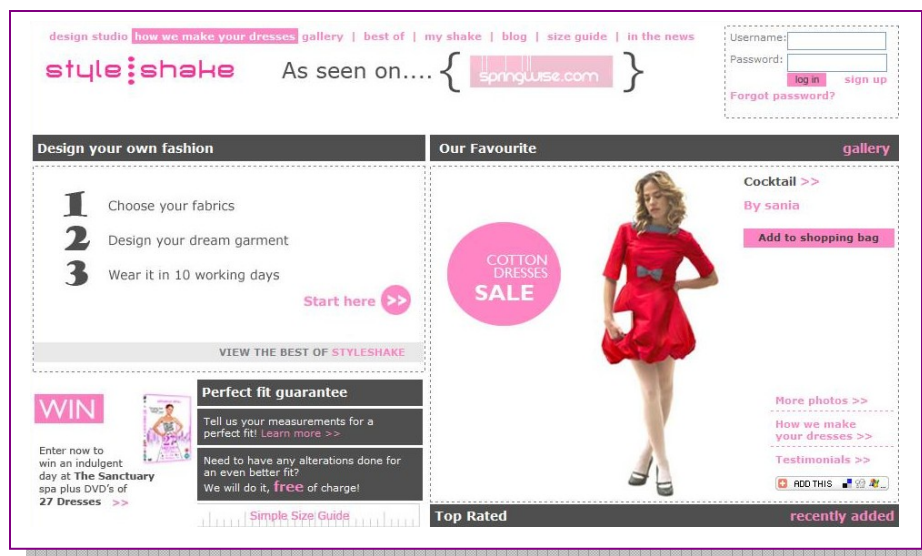 design studio how we make your dresses gallery | best of | my shake | blog | size guide | in the news
style:shake
As seen on.... { springwise.com }
Username:
Password:
log in sign up
Forgot password?
Design your own fashion
1 Choose your fabrics
2 Design your dream garment
3 Wear it in 10 working days
Start here >>
VIEW THE BEST OF STYLESHAKE
WIN
Enter now to
win an indulgent
day at The Sanctuary
spa plus DVD's of
27 Dresses >>
Perfect fit guarantee
Tell us your measurements for a
perfect fit! Learn more >>
Need to have any alterations done for
an even better fit?
We will do it, free of charge!
Simple Size Guide
Our Favourite gallery
COTTON
DRESSES
SALE
Cocktail >>
By sania
Add to shopping bag
More photos >>
How we make
your dresses >>
Testimonials >>
ADD THIS
Top Rated recently added